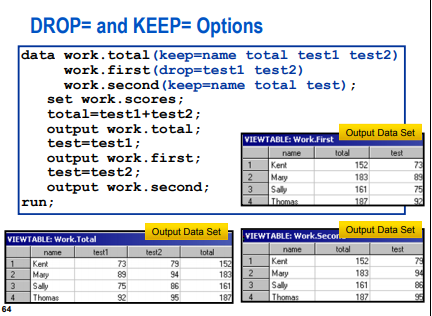 DROP= and KEEP= Options
data work.total(keep=name total test1 test2)
work.first(drop=test1 test2)
work.second(keep=name total test);
set work.scores;
total=test1+test2;
output work.total;
test=test1;
output work.first;
test=test2;
output work.second;
run;
Output Data Set
VIEWTABLE: Work.First
name total test
1 Kent 152 73
2 Mary 183 89
3 Sally 161 75
4 Thomas 187 92
Output Data Set
VIEWTABLE: Work.Total
name test1 test2 total
1 Kent 73 79 152
2 Mary 89 94 183
3 Sally 75 86 161
4 Thomas 92 95 187
Output Data Set
VIEWTABLE: Work.Second
name total test
1 Kent 152 79
2 Mary 183 94
3 Sally 161 86
4 Thomas 187 95
64